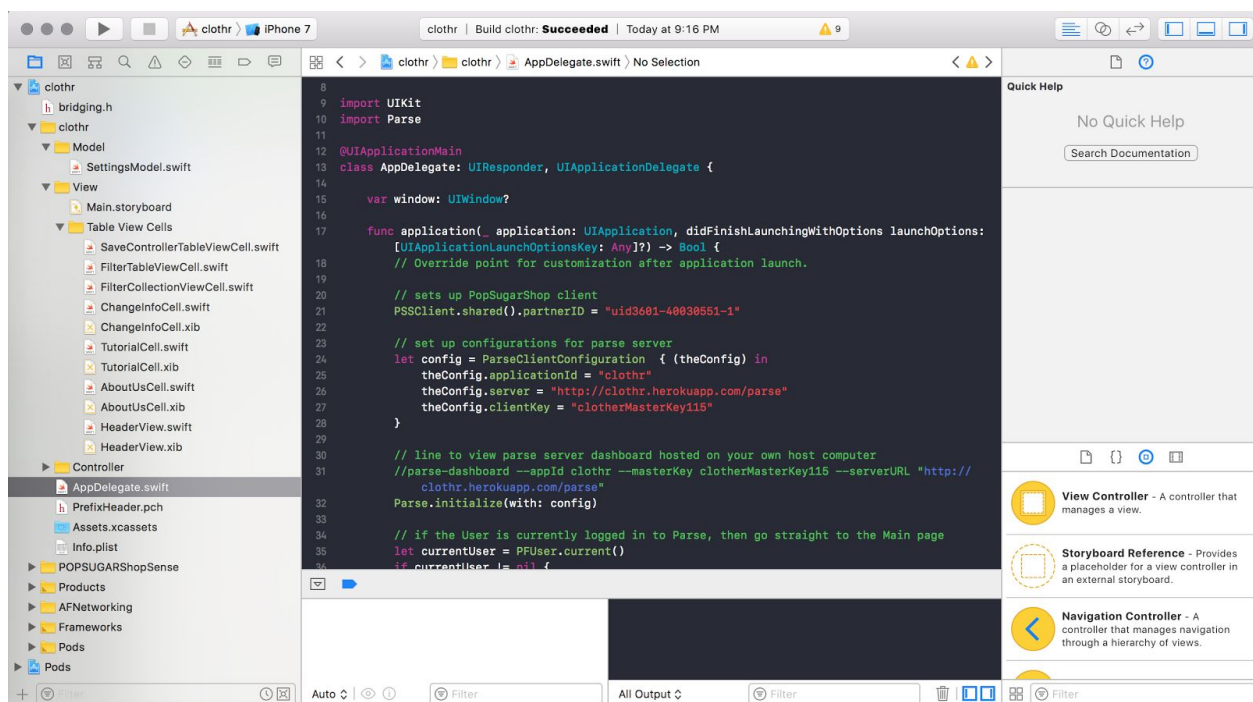 clothr
iPhone 7
clothr | Build clothr: Succeeded | Today at 9:16 PM
9
clothr
bridging.h
clothr
Model
SettingsModel.swift
View
Main.storyboard
Table View Cells
SaveControllerTableViewCell.swift
FilterTableViewCell.swift
FilterCollectionViewCell.swift
ChangeInfoCell.swift
ChangeInfoCell.xib
TutorialCell.swift
TutorialCell.xib
AboutUsCell.swift
AboutUsCell.xib
HeaderView.swift
HeaderView.xib
Controller
AppDelegate.swift
PrefixHeader.pch
Assets.xcassets
Info.plist
POPSUGARShopSense
Products
AFNetworking
Frameworks
Pods
Pods
Filter
clothr clothr AppDelegate.swift No Selection
8
9 import UIKit
10 import Parse
11
12 @UIApplicationMain
13 class AppDelegate: UIResponder, UIApplicationDelegate {
14
15 var window: UIWindow?
16
17 func application(_ application: UIApplication, didFinishLaunchingWithOptions launchOptions:
[UIApplicationLaunchOptionsKey: Any]?) -> Bool {
18 // Override point for customization after application launch.
19
20 // sets up PopSugarShop client
21 PSSClient.shared().partnerID = "uid3601-40030551-1"
22
23 // set up configurations for parse server
24 let config = ParseClientConfiguration { (theConfig) in
25 theConfig.applicationId = "clothr"
26 theConfig.server = "http://clothr.herokuapp.com/parse"
27 theConfig.clientKey = "clotherMasterKey115"
28 }
29
30 // line to view parse server dashboard hosted on your own host computer
31 //parse-dashboard --appId clothr --masterKey clotherMasterKey115 --serverURL "http://
clothr.herokuapp.com/parse"
32 Parse.initialize(with: config)
33
34 // if the User is currently logged in to Parse, then go straight to the Main page
35 let currentUser = PFUser.current()
36 if currentUser != nil {
Auto
Filter
All Output
Filter
Quick Help
No Quick Help
Search Documentation
View Controller - A controller that
manages a view.
Storyboard Reference - Provides
a placeholder for a view controller in
an external storyboard.
Navigation Controller - A
controller that manages navigation
through a hierarchy of views.
Filter